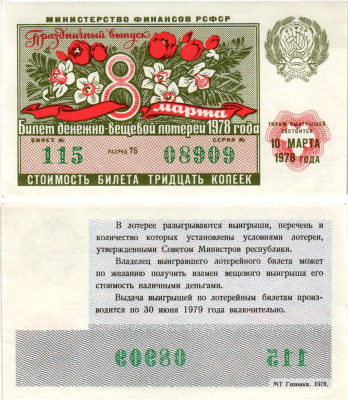 МИНИСТЕРСТВО ФИНАНСОВ РСФСР
Праздничный выпуск
8
марта
Билет денежно-вещевой лотереи 1978 года
БИЛЕТ № РАЗРЯД 75 СЕРИЯ №
115 08909
СТОИМОСТЬ БИЛЕТА ТРИДЦАТЬ КОПЕЕК
ТИРАЖ ВЫИГРЫШЕЙ
СОСТОИТСЯ
10 МАРТА
1978 ГОДА
В лотерее разыгрываются выигрыши, перечень и
количество которых установлены условиями лотереи,
утвержденными Советом Министров республики.
Владелец выигравшего лотерейного билета может
по желанию получить взамен вещевого выигрыша его
стоимость наличными деньгами.
Выдача выигрышей по лотерейным билетам произ-
водится по 30 июня 1979 года включительно.
08909 115
МТ Гознака, 1978.